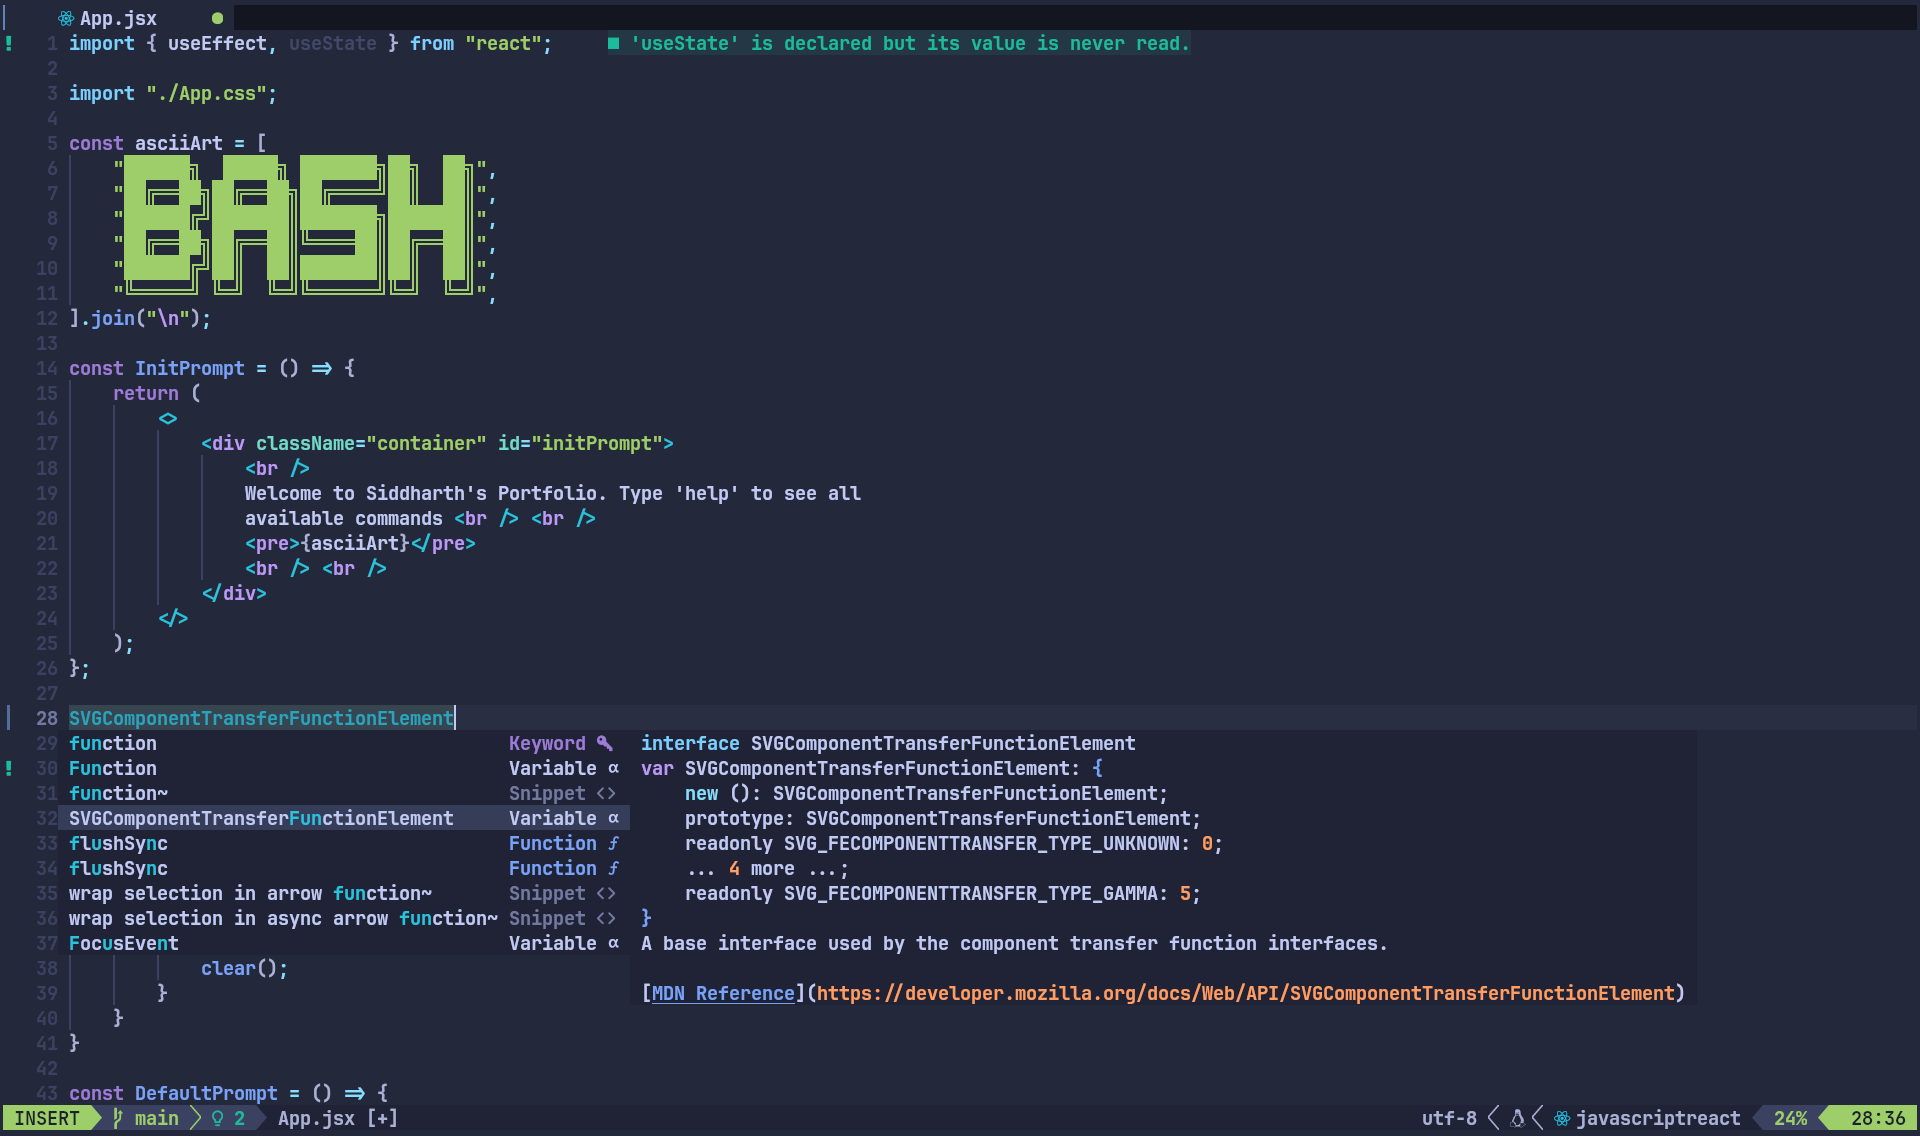 App.jsx ●
! 1 import { useEffect, useState } from "react"; ■ 'useState' is declared but its value is never read.
2
3 import "./App.css";
4
5 const asciiArt = [
6 "██████╗  █████╗ ███████╗██╗  ██╗",
7 "██╔══██╗██╔══██╗██╔════╝██║  ██║",
8 "██████╔╝███████║███████╗███████║",
9 "██╔══██╗██╔══██║╚════██║██╔══██║",
10 "██████╔╝██║  ██║███████║██║  ██║",
11 "╚═════╝ ╚═╝  ╚═╝╚══════╝╚═╝  ╚═╝",
12 ].join("\n");
13
14 const InitPrompt = () => {
15 return (
16 <>
17 <div className="container" id="initPrompt">
18 <br />
19 Welcome to Siddharth's Portfolio. Type 'help' to see all
20 available commands <br /> <br />
21 <pre>{asciiArt}</pre>
22 <br /> <br />
23 </div>
24 </>
25 );
26 };
27
28 SVGComponentTransferFunctionElement
29 function Keyword interface SVGComponentTransferFunctionElement
! 30 Function Variable α var SVGComponentTransferFunctionElement: {
31 function~ Snippet <> new (): SVGComponentTransferFunctionElement;
32 SVGComponentTransferFunctionElement Variable α prototype: SVGComponentTransferFunctionElement;
33 flushSync Function ƒ readonly SVG_FECOMPONENTTRANSFER_TYPE_UNKNOWN: 0;
34 flushSync Function ƒ ... 4 more ...;
35 wrap selection in arrow function~ Snippet <> readonly SVG_FECOMPONENTTRANSFER_TYPE_GAMMA: 5;
36 wrap selection in async arrow function~ Snippet <> }
37 FocusEvent Variable α A base interface used by the component transfer function interfaces.
38 clear();
39 } [MDN Reference](https://developer.mozilla.org/docs/Web/API/SVGComponentTransferFunctionElement)
40 }
41 }
42
43 const DefaultPrompt = () => {
INSERT main 2 App.jsx [+] utf-8 javascriptreact 24% 28:36